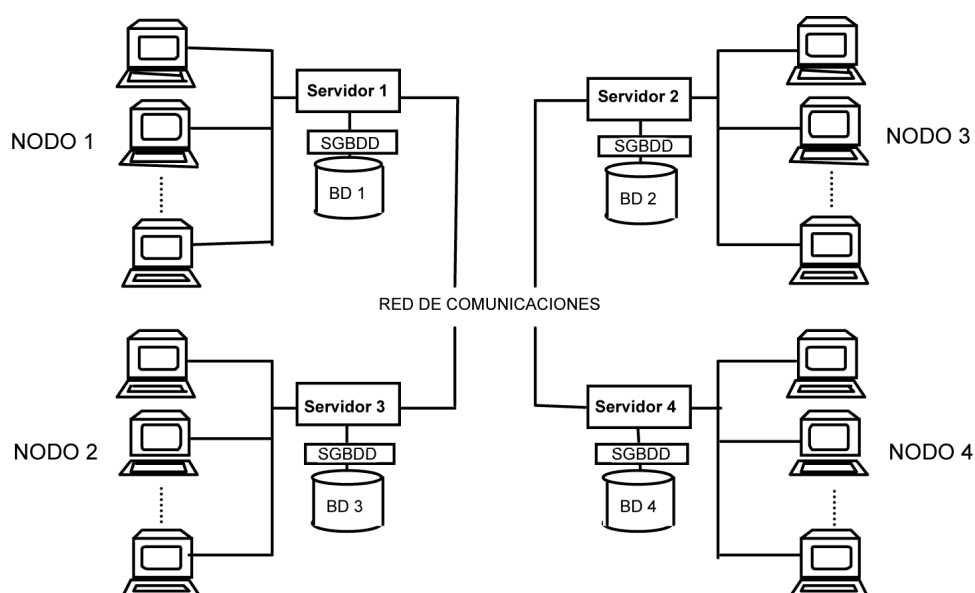 Servidor 1
SGBDD
BD 1
NODO 1
Servidor 2
SGBDD
BD 2
NODO 3
RED DE COMUNICACIONES
Servidor 3
SGBDD
BD 3
NODO 2
Servidor 4
SGBDD
BD 4
NODO 4